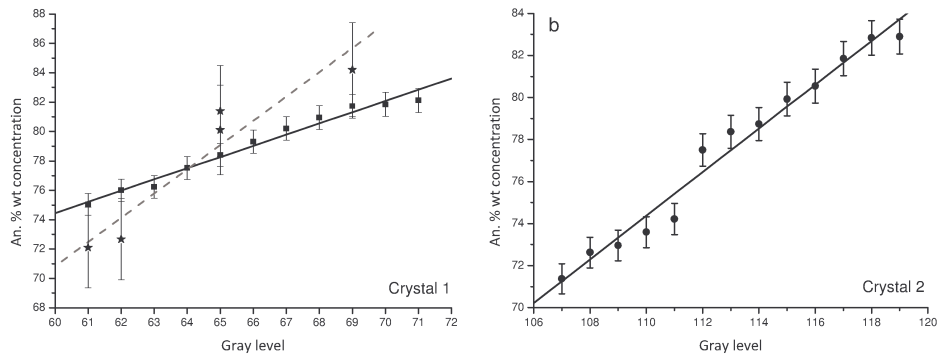 88
86
84
82
80
78
76
74
72
70
68
An. % wt concentration
60 61 62 63 64 65 66 67 68 69 70 71 72
Gray level
Crystal 1
b
84
82
80
78
76
74
72
70
An. % wt concentration
106 108 110 112 114 116 118 120
Gray level
Crystal 2